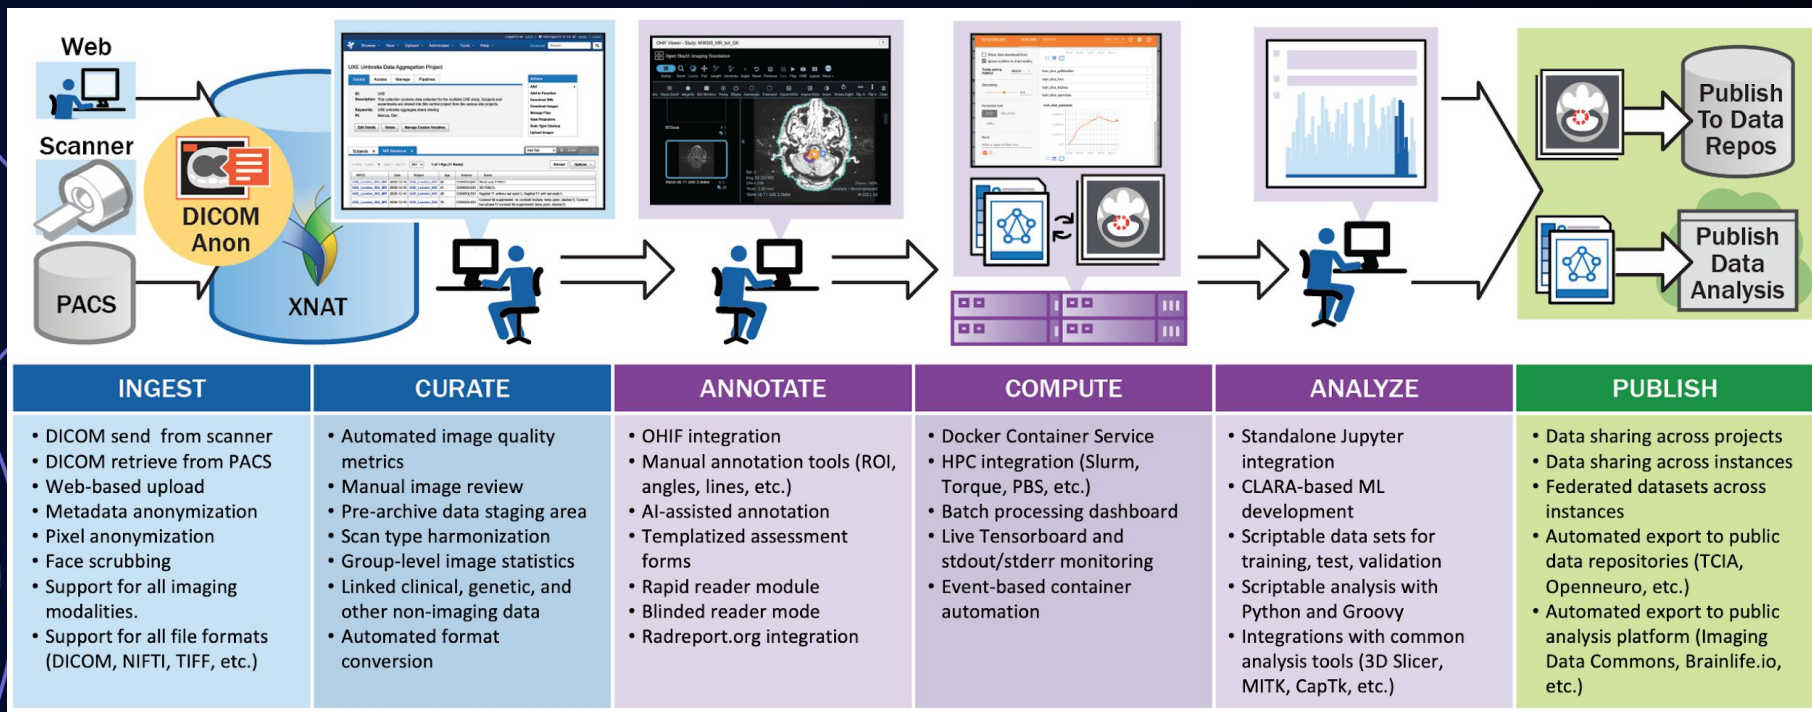 Web
Scanner
DICOM
Anon
PACS
XNAT
UXE Umbrella Data Aggregation Project
Open Health Imaging Foundation
Publish
To Data
Repos
Publish
Data
Analysis
INGEST
• DICOM send  from scanner
• DICOM retrieve from PACS
• Web-based upload
• Metadata anonymization
• Pixel anonymization
• Face scrubbing
• Support for all imaging
modalities.
• Support for all file formats
(DICOM, NIFTI, TIFF, etc.)
CURATE
• Automated image quality
metrics
• Manual image review
• Pre-archive data staging area
• Scan type harmonization
• Group-level image statistics
• Linked clinical, genetic, and
other non-imaging data
• Automated format
conversion
ANNOTATE
• OHIF integration
• Manual annotation tools (ROI,
angles, lines, etc.)
• AI-assisted annotation
• Templatized assessment
forms
• Rapid reader module
• Blinded reader mode
• Radreport.org integration
COMPUTE
• Docker Container Service
• HPC integration (Slurm,
Torque, PBS, etc.)
• Batch processing dashboard
• Live Tensorboard and
stdout/stderr monitoring
• Event-based container
automation
ANALYZE
• Standalone Jupyter
integration
• CLARA-based ML
development
• Scriptable data sets for
training, test, validation
• Scriptable analysis with
Python and Groovy
• Integrations with common
analysis tools (3D Slicer,
MITK, CapTk, etc.)
PUBLISH
• Data sharing across projects
• Data sharing across instances
• Federated datasets across
instances
• Automated export to public
data repositories (TCIA,
Openneuro, etc.)
• Automated export to public
analysis platform (Imaging
Data Commons, Brainlife.io,
etc.)